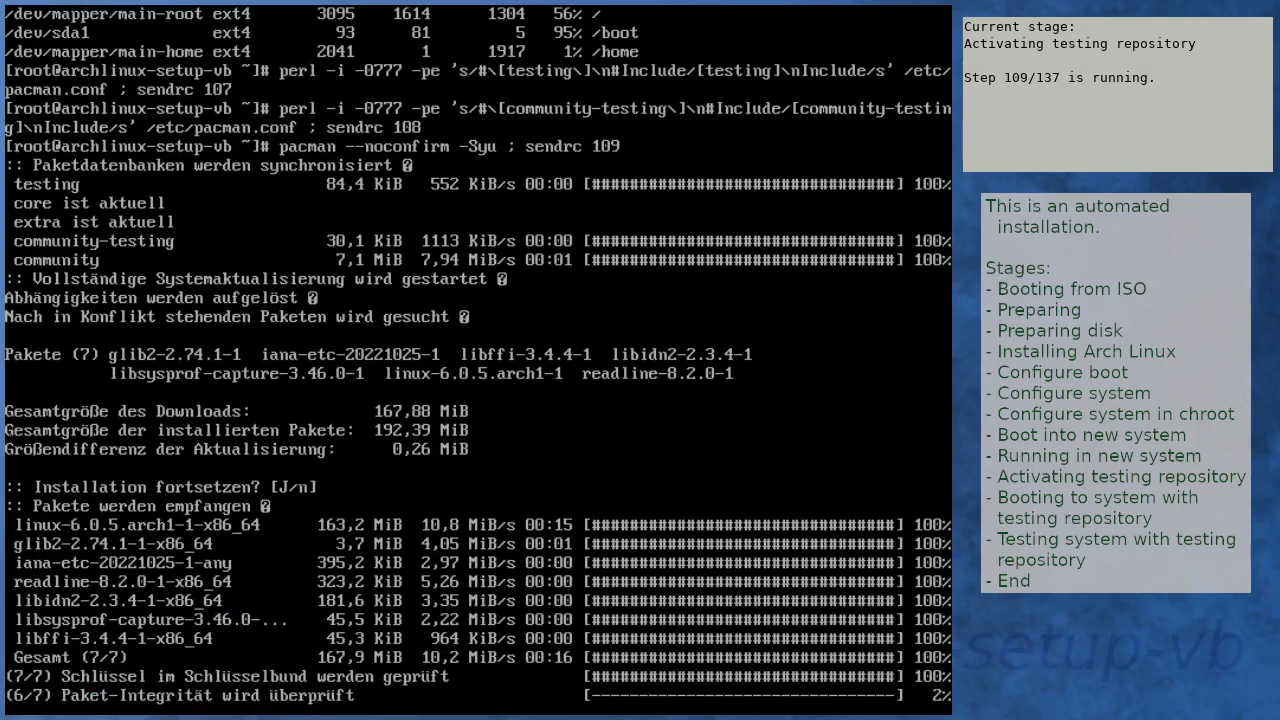 /dev/mapper/main-root ext4       3095    1614      1304   56% /
/dev/sda1             ext4         93      81         5   95% /boot
/dev/mapper/main-home ext4       2041       1      1917    1% /home
[root@archlinux-setup-vb ~]# perl -i -0777 -pe 's/#\[testing\]\n#Include/[testing]\nInclude/s' /etc/
pacman.conf ; sendrc 107
[root@archlinux-setup-vb ~]# perl -i -0777 -pe 's/#\[community-testing\]\n#Include/[community-testin
g]\nInclude/s' /etc/pacman.conf ; sendrc 108
[root@archlinux-setup-vb ~]# pacman --noconfirm -Syu ; sendrc 109
:: Paketdatenbanken werden synchronisiert �
 testing                          84,4 KiB   552 KiB/s 00:00 [################################] 100%
 core ist aktuell
 extra ist aktuell
 community-testing                30,1 KiB  1113 KiB/s 00:00 [################################] 100%
 community                         7,1 MiB  7,94 MiB/s 00:01 [################################] 100%
:: Vollständige Systemaktualisierung wird gestartet �
Abhängigkeiten werden aufgelöst �
Nach in Konflikt stehenden Paketen wird gesucht �
Pakete (7) glib2-2.74.1-1  iana-etc-20221025-1  libffi-3.4.4-1  libidn2-2.3.4-1
           libsysprof-capture-3.46.0-1  linux-6.0.5.arch1-1  readline-8.2.0-1
Gesamtgröße des Downloads:             167,88 MiB
Gesamtgröße der installierten Pakete:  192,39 MiB
Größendifferenz der Aktualisierung:      0,26 MiB
:: Installation fortsetzen? [J/n]
:: Pakete werden empfangen �
 linux-6.0.5.arch1-1-x86_64      163,2 MiB  10,8 MiB/s 00:15 [################################] 100%
 glib2-2.74.1-1-x86_64             3,7 MiB  4,05 MiB/s 00:01 [################################] 100%
 iana-etc-20221025-1-any         395,2 KiB  2,97 MiB/s 00:00 [################################] 100%
 readline-8.2.0-1-x86_64         323,2 KiB  5,26 MiB/s 00:00 [################################] 100%
 libidn2-2.3.4-1-x86_64          181,6 KiB  3,35 MiB/s 00:00 [################################] 100%
 libsysprof-capture-3.46.0-...    45,5 KiB  2,22 MiB/s 00:00 [################################] 100%
 libffi-3.4.4-1-x86_64            45,3 KiB   964 KiB/s 00:00 [################################] 100%
 Gesamt (7/7)                    167,9 MiB  10,2 MiB/s 00:16 [################################] 100%
(7/7) Schlüssel im Schlüsselbund werden geprüft              [################################] 100%
(6/7) Paket-Integrität wird überprüft                        [--------------------------------]   2%
Current stage:
Activating testing repository
Step 109/137 is running.
This is an automated
installation.
Stages:
- Booting from ISO
- Preparing
- Preparing disk
- Installing Arch Linux
- Configure boot
- Configure system
- Configure system in chroot
- Boot into new system
- Running in new system
- Activating testing repository
- Booting to system with
testing repository
- Testing system with testing
repository
- End
setup-vb